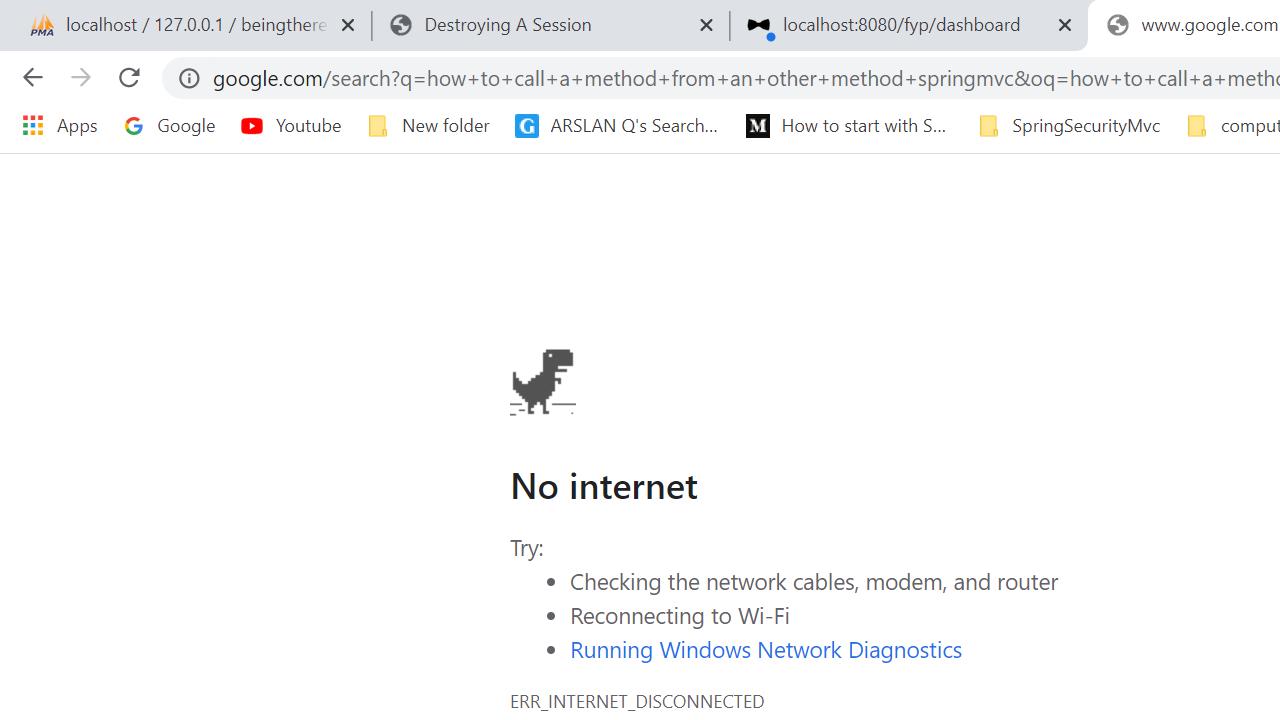 PMA localhost / 127.0.0.1 / beingthere Destroying A Session localhost:8080/fyp/dashboard www.google.com
google.com/search?q=how+to+call+a+method+from+an+other+method+springmvc&oq=how+to+call+a+metho
Apps Google Youtube New folder G ARSLAN Q's Search... M How to start with S... SpringSecurityMvc comput
No internet
Try:
• Checking the network cables, modem, and router
• Reconnecting to Wi-Fi
• Running Windows Network Diagnostics
ERR_INTERNET_DISCONNECTED